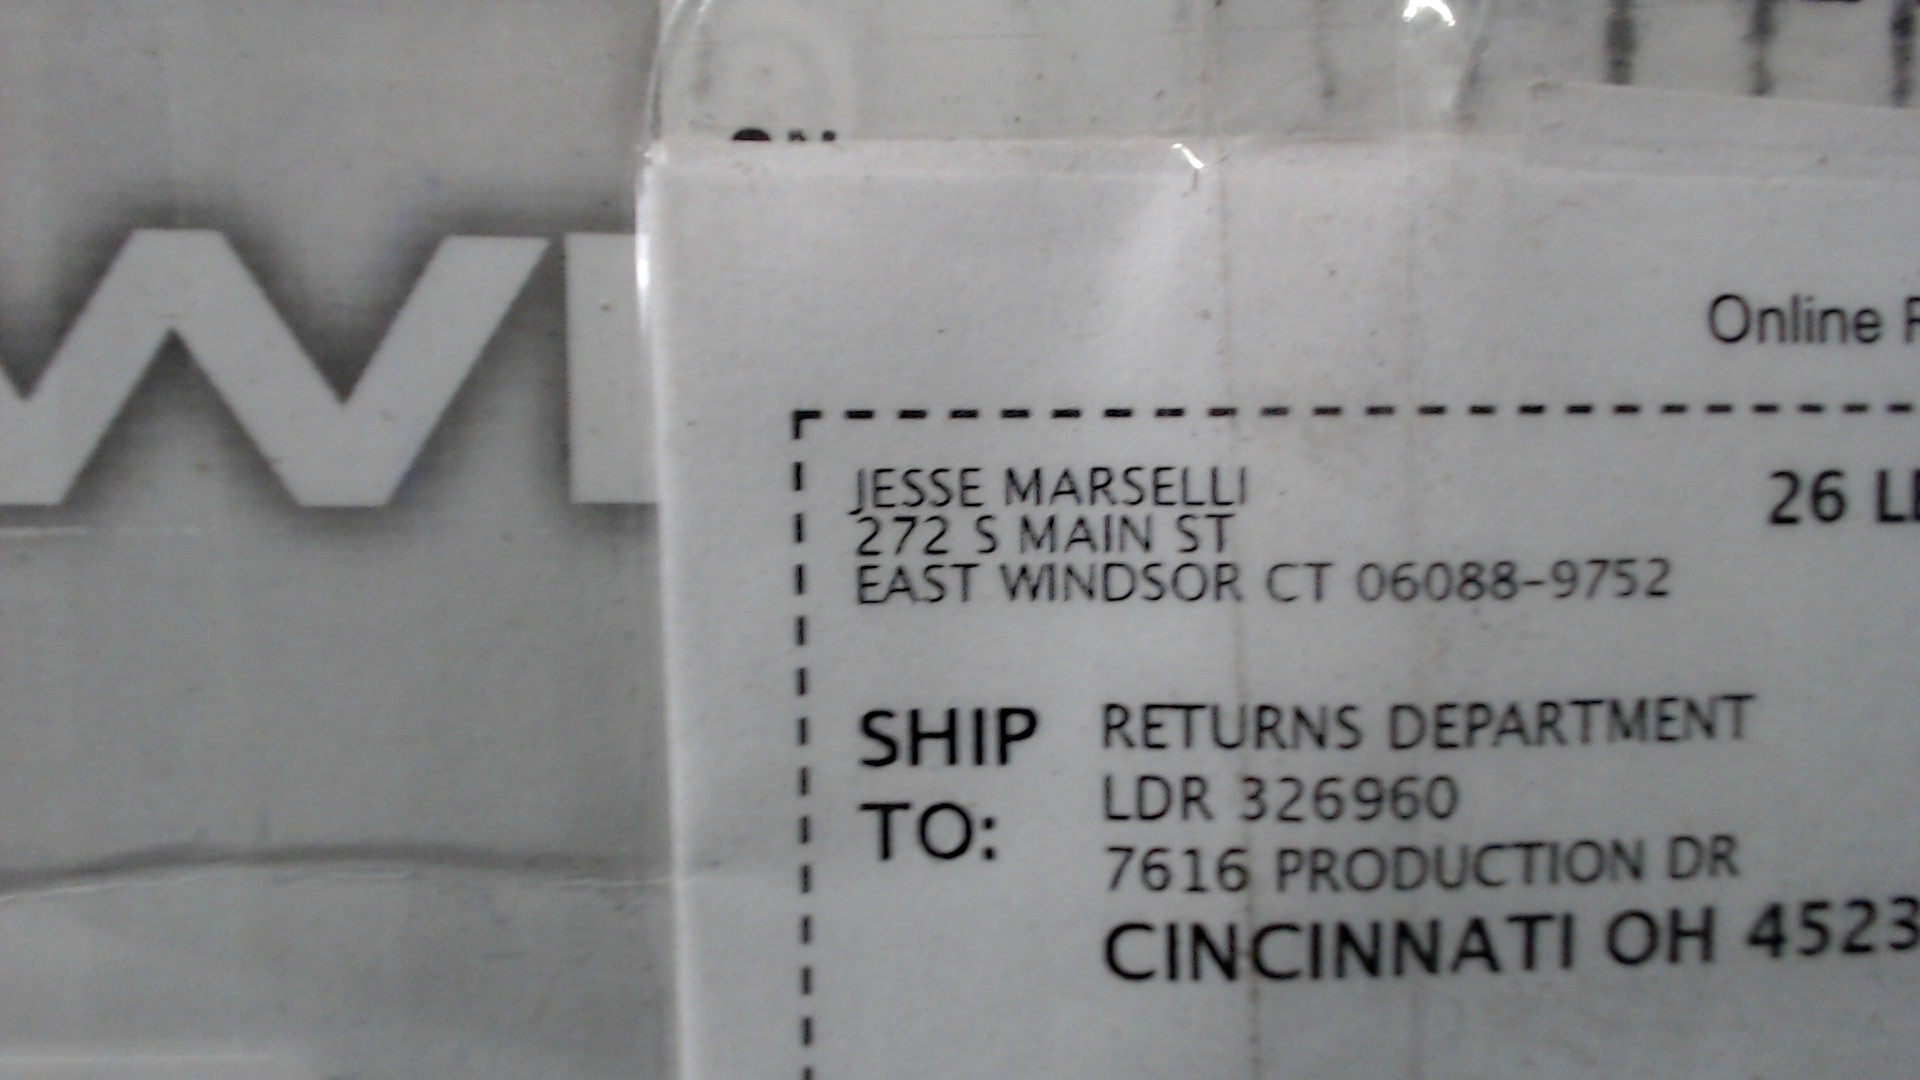 W
Online
JESSE MARSELLI
272 S MAIN ST
EAST WINDSOR CT 06088-9752
26
SHIP TO:
RETURNS DEPARTMENT
LDR 326960
7616 PRODUCTION DR
CINCINNATI OH 4523